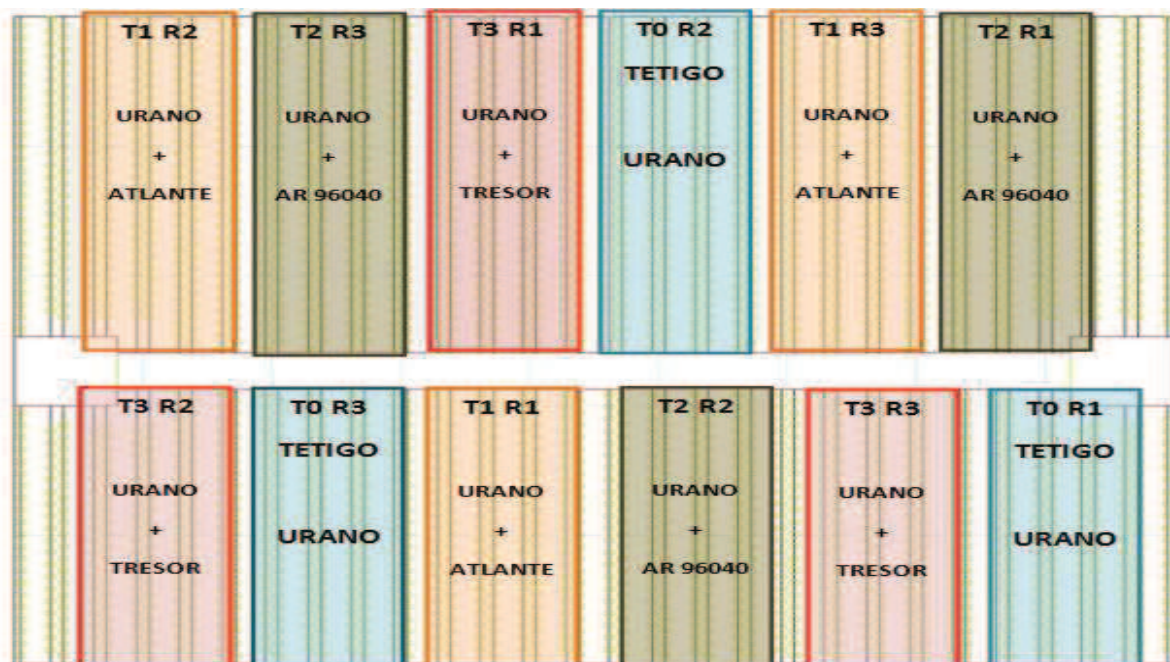 T1 R2
URANO
+
ATLANTE
T2 R3
URANO
+
AR 96040
T3 R1
URANO
+
TRESOR
T0 R2
TETIGO
URANO
T1 R3
URANO
+
ATLANTE
T2 R1
URANO
+
AR 96040
T3 R2
URANO
+
TRESOR
T0 R3
TETIGO
URANO
T1 R1
URANO
+
ATLANTE
T2 R2
URANO
+
AR 96040
T3 R3
URANO
+
TRESOR
T0 R1
TETIGO
URANO